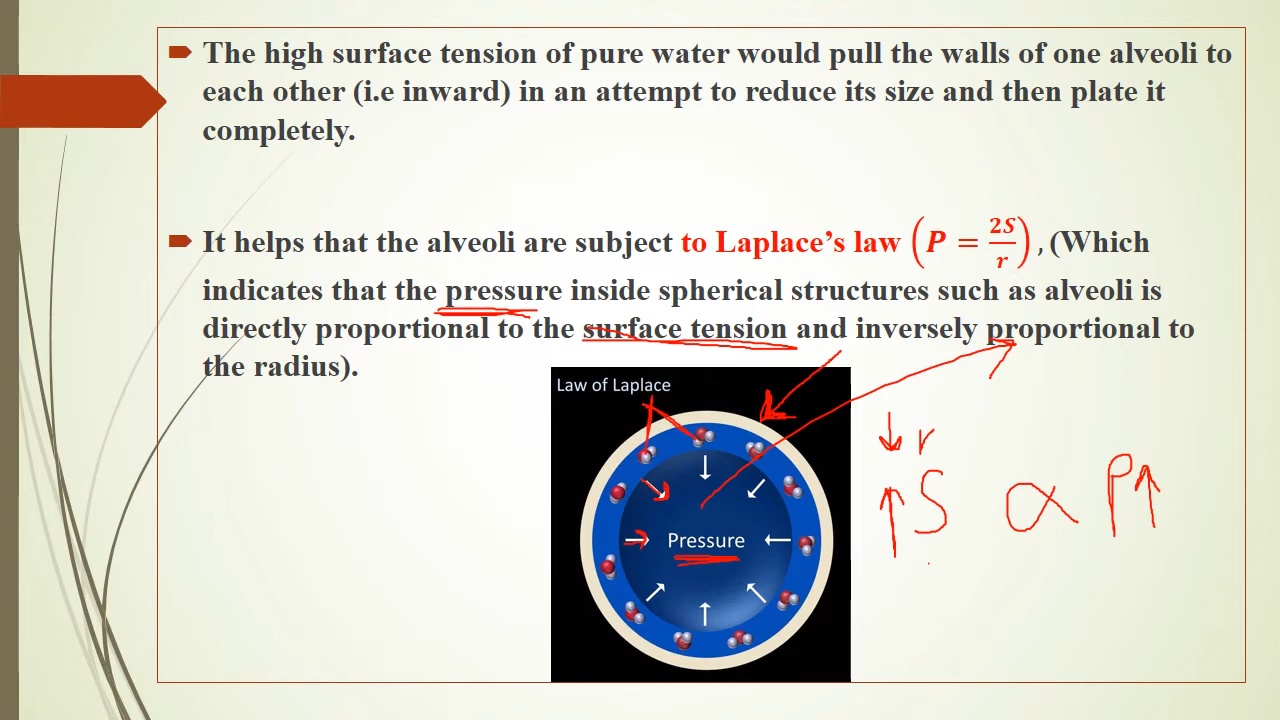 The high surface tension of pure water would pull the walls of one alveoli to
each other (i.e inward) in an attempt to reduce its size and then plate it
completely.
It helps that the alveoli are subject to Laplace's law (P = 2S/r), (Which
indicates that the pressure inside spherical structures such as alveoli is
directly proportional to the surface tension and inversely proportional to
the radius).
Law of Laplace
Pressure
↓ r
↑ S ∝ P↑